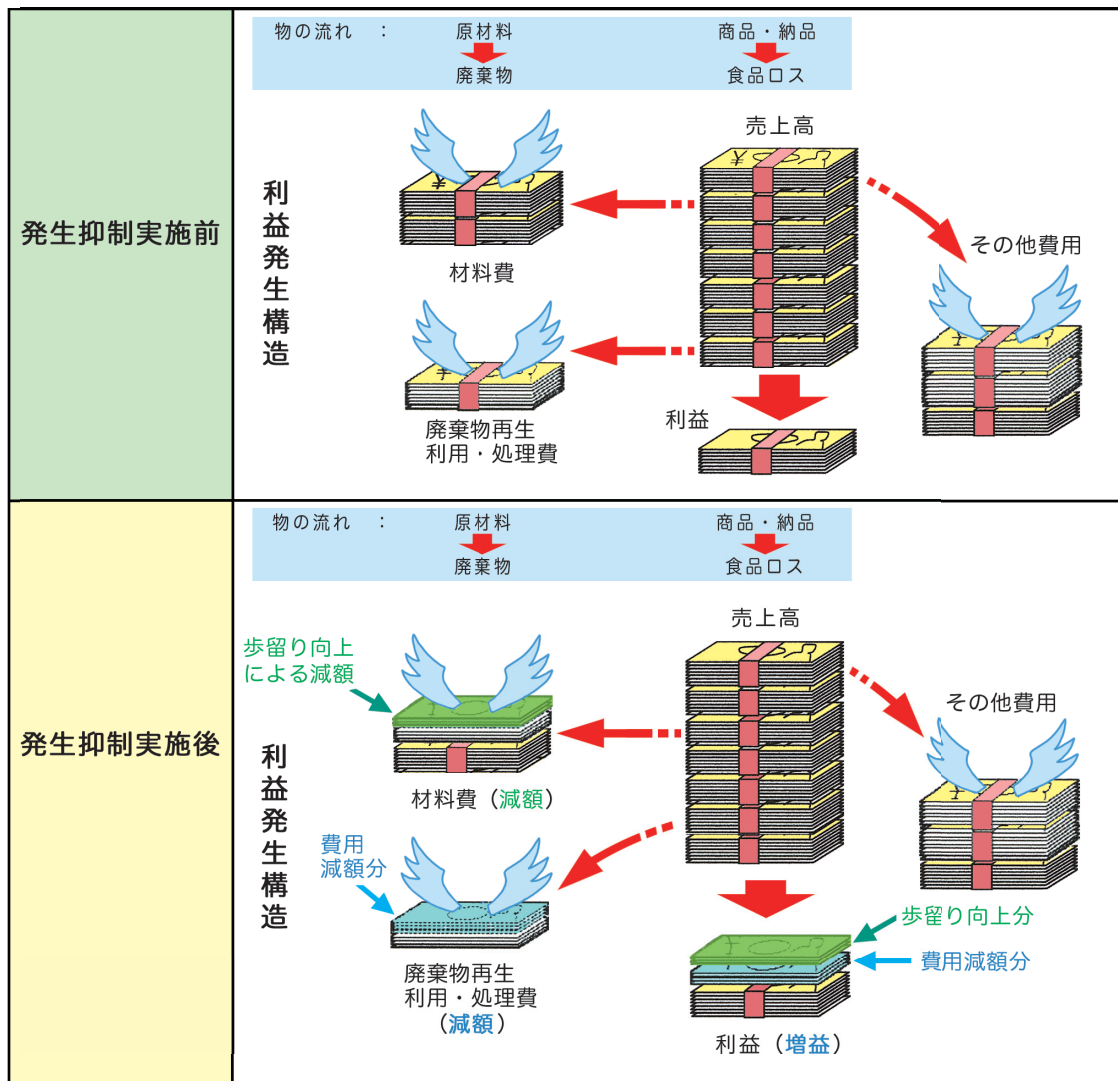 発生抑制実施前
物の流れ ： 原材料 商品・納品
廃棄物 食品ロス
利益発生構造
売上高
材料費
その他費用
廃棄物再生
利用・処理費
利益
発生抑制実施後
物の流れ ： 原材料 商品・納品
廃棄物 食品ロス
利益発生構造
売上高
歩留り向上
による減額
材料費（減額）
その他費用
費用
減額分
廃棄物再生
利用・処理費
（減額）
歩留り向上分
費用減額分
利益（増益）